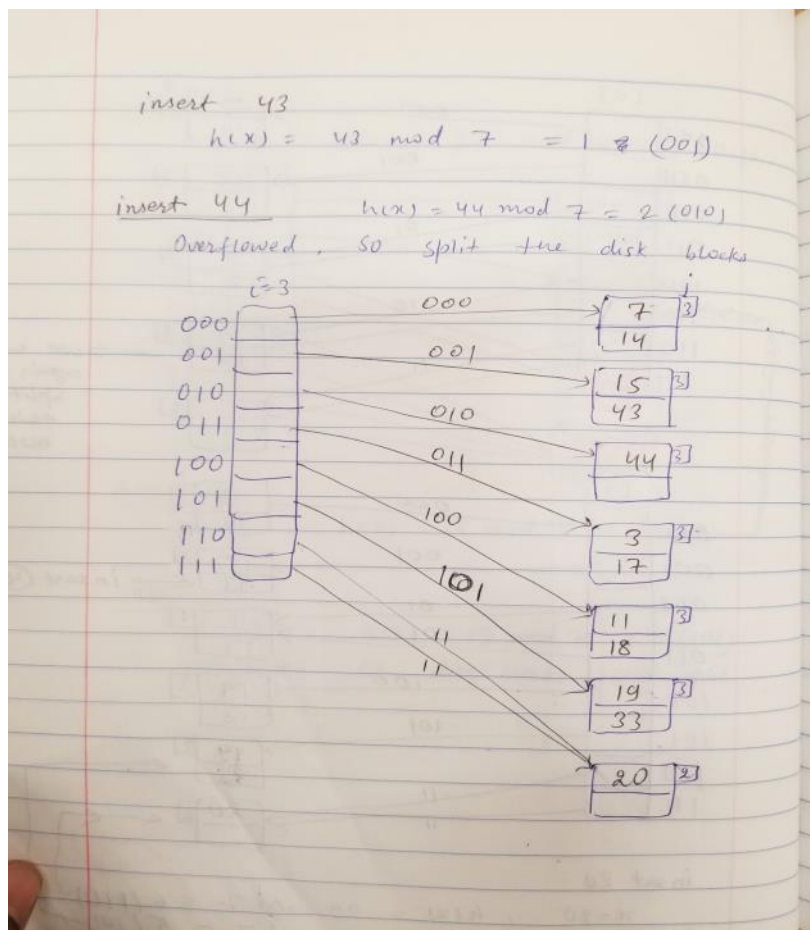 insert 43
h(x) = 43 mod 7 = 1 (001)
insert 44 h(x) = 44 mod 7 = 2 (010)
Overflowed, so split the disk blocks
i=3 j
000 000 7 3
14
001 001 15 3
43
010 010 44 3
011 011 3 3
17
100 100 11 3
18
101 101 19 3
33
110 11 20 2
111 11